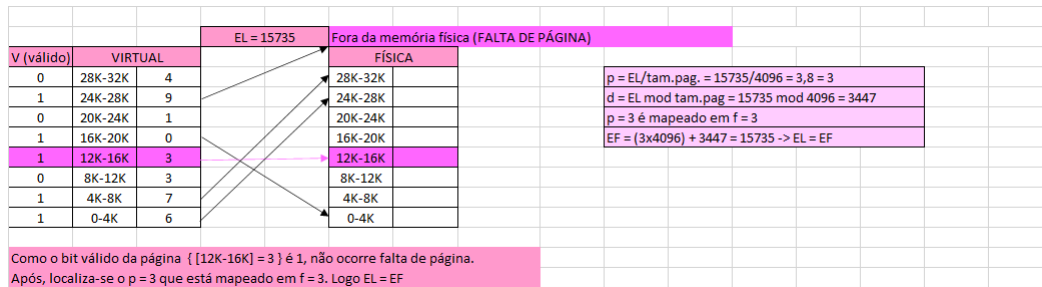 EL = 15735 Fora da memória física (FALTA DE PÁGINA)
V (válido) VIRTUAL FÍSICA
0 28K-32K 4 28K-32K p = EL/tam.pag. = 15735/4096 = 3,8 = 3
1 24K-28K 9 24K-28K d = EL mod tam.pag = 15735 mod 4096 = 3447
0 20K-24K 1 20K-24K p = 3 é mapeado em f = 3
1 16K-20K 0 16K-20K EF = (3x4096) + 3447 = 15735 -> EL = EF
1 12K-16K 3 12K-16K
0 8K-12K 3 8K-12K
1 4K-8K 7 4K-8K
1 0-4K 6 0-4K
Como o bit válido da página { [12K-16K] = 3 } é 1, não ocorre falta de página.
Após, localiza-se o p = 3 que está mapeado em f = 3. Logo EL = EF